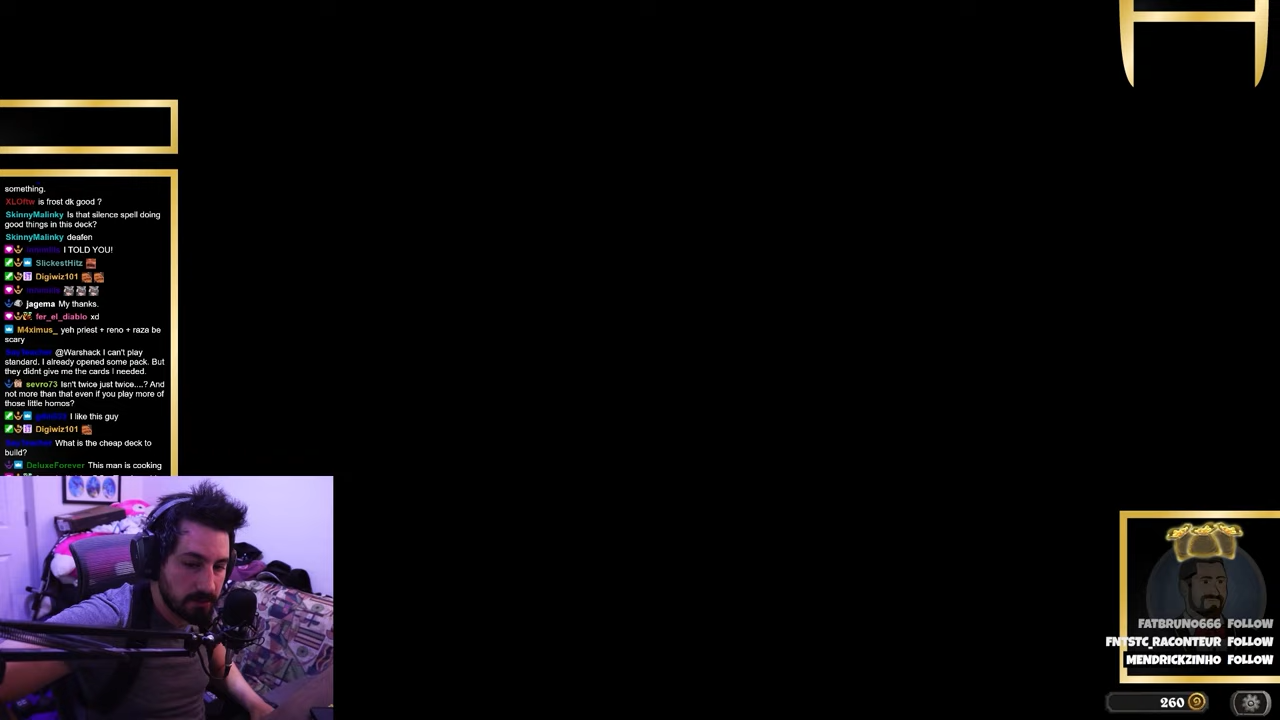 something.
XLOftw is frost dk good ?
SkinnyMalinky Is that silence spell doing
good things in this deck?
SkinnyMalinky deafen
I TOLD YOU!
SlickestHitz
Digiwiz101
jagema My thanks.
fer_el_diablo xd
M4ximus_ yeh priest + reno + raza be
scary
@Warshack I can't play
standard. I already opened some pack. But
they didnt give me the cards I needed.
sevro73 Isn't twice just twice....? And
not more than that even if you play more of
those little homos?
I like this guy
Digiwiz101
What is the cheap deck to
build?
DeluxeForever This man is cooking
FATBRUNO666 FOLLOW
FNTSTC_RACONTEUR FOLLOW
MENDRICKZINHO FOLLOW
260